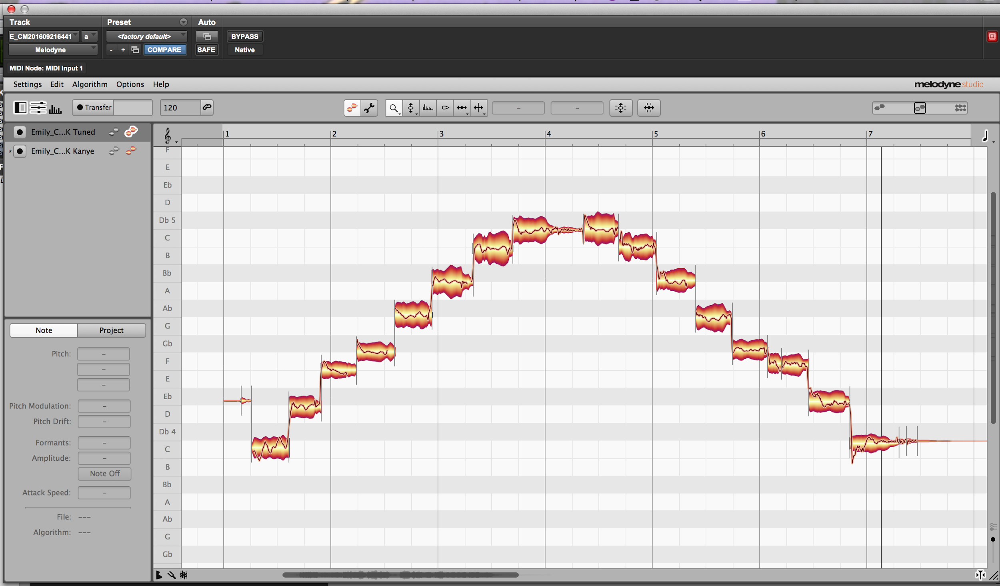 Track Preset Auto
E_CM201609216441 a <factory default> BYPASS
Melodyne - + COMPARE SAFE Native
MIDI Node: MIDI Input 1
Settings Edit Algorithm Options Help melodyne studio
Transfer 120 – –
Emily_C...K Tuned
* Emily_C...K Kanye
1 2 3 4 5 6 7
F
E
Eb
D
Db 5
C
B
Bb
A
Ab
G
Gb
F
E
Eb
D
Db 4
C
B
Bb
A
Ab
G
Gb
Note Project
Pitch: –
–
–
Pitch Modulation: –
Pitch Drift: –
Formants: –
Amplitude: –
Note Off
Attack Speed: –
File: ---
Algorithm: ---